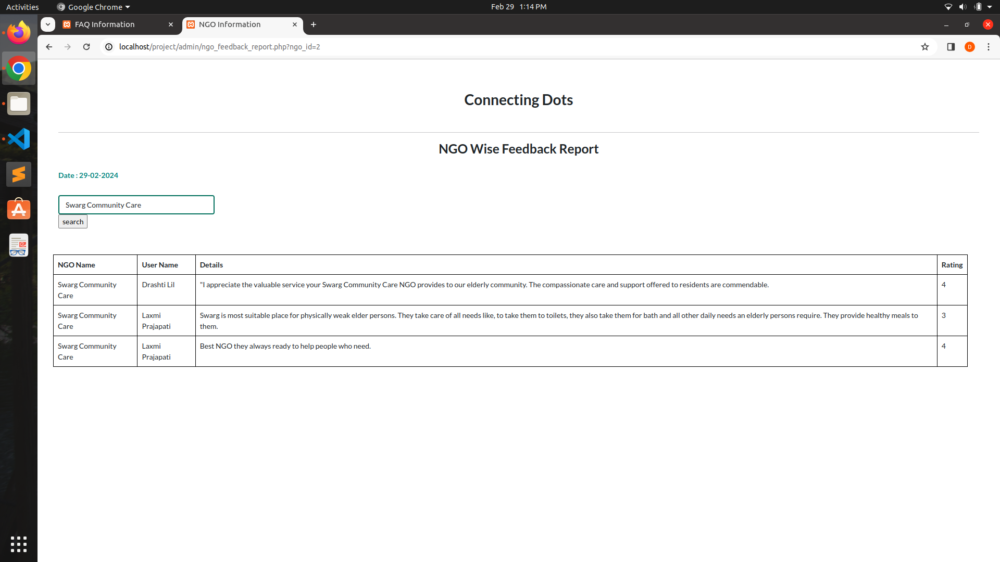 Activities
Google Chrome
Feb 29 1:14 PM
FAQ Information
NGO Information
localhost/project/admin/ngo_feedback_report.php?ngo_id=2
D
Connecting Dots
NGO Wise Feedback Report
Date : 29-02-2024
Swarg Community Care
search
NGO Name User Name Details Rating
Swarg Community Drashti Lil "I appreciate the valuable service your Swarg Community Care NGO provides to our elderly community. The compassionate care and support offered to residents are commendable. 4
Care
Swarg Community Laxmi Swarg is most suitable place for physically weak elder persons. They take care of all needs like, to take them to toilets, they also take them for bath and all other daily needs an elderly persons require. They provide healthy meals to 3
Care Prajapati them.
Swarg Community Laxmi Best NGO they always ready to help people who need. 4
Care Prajapati